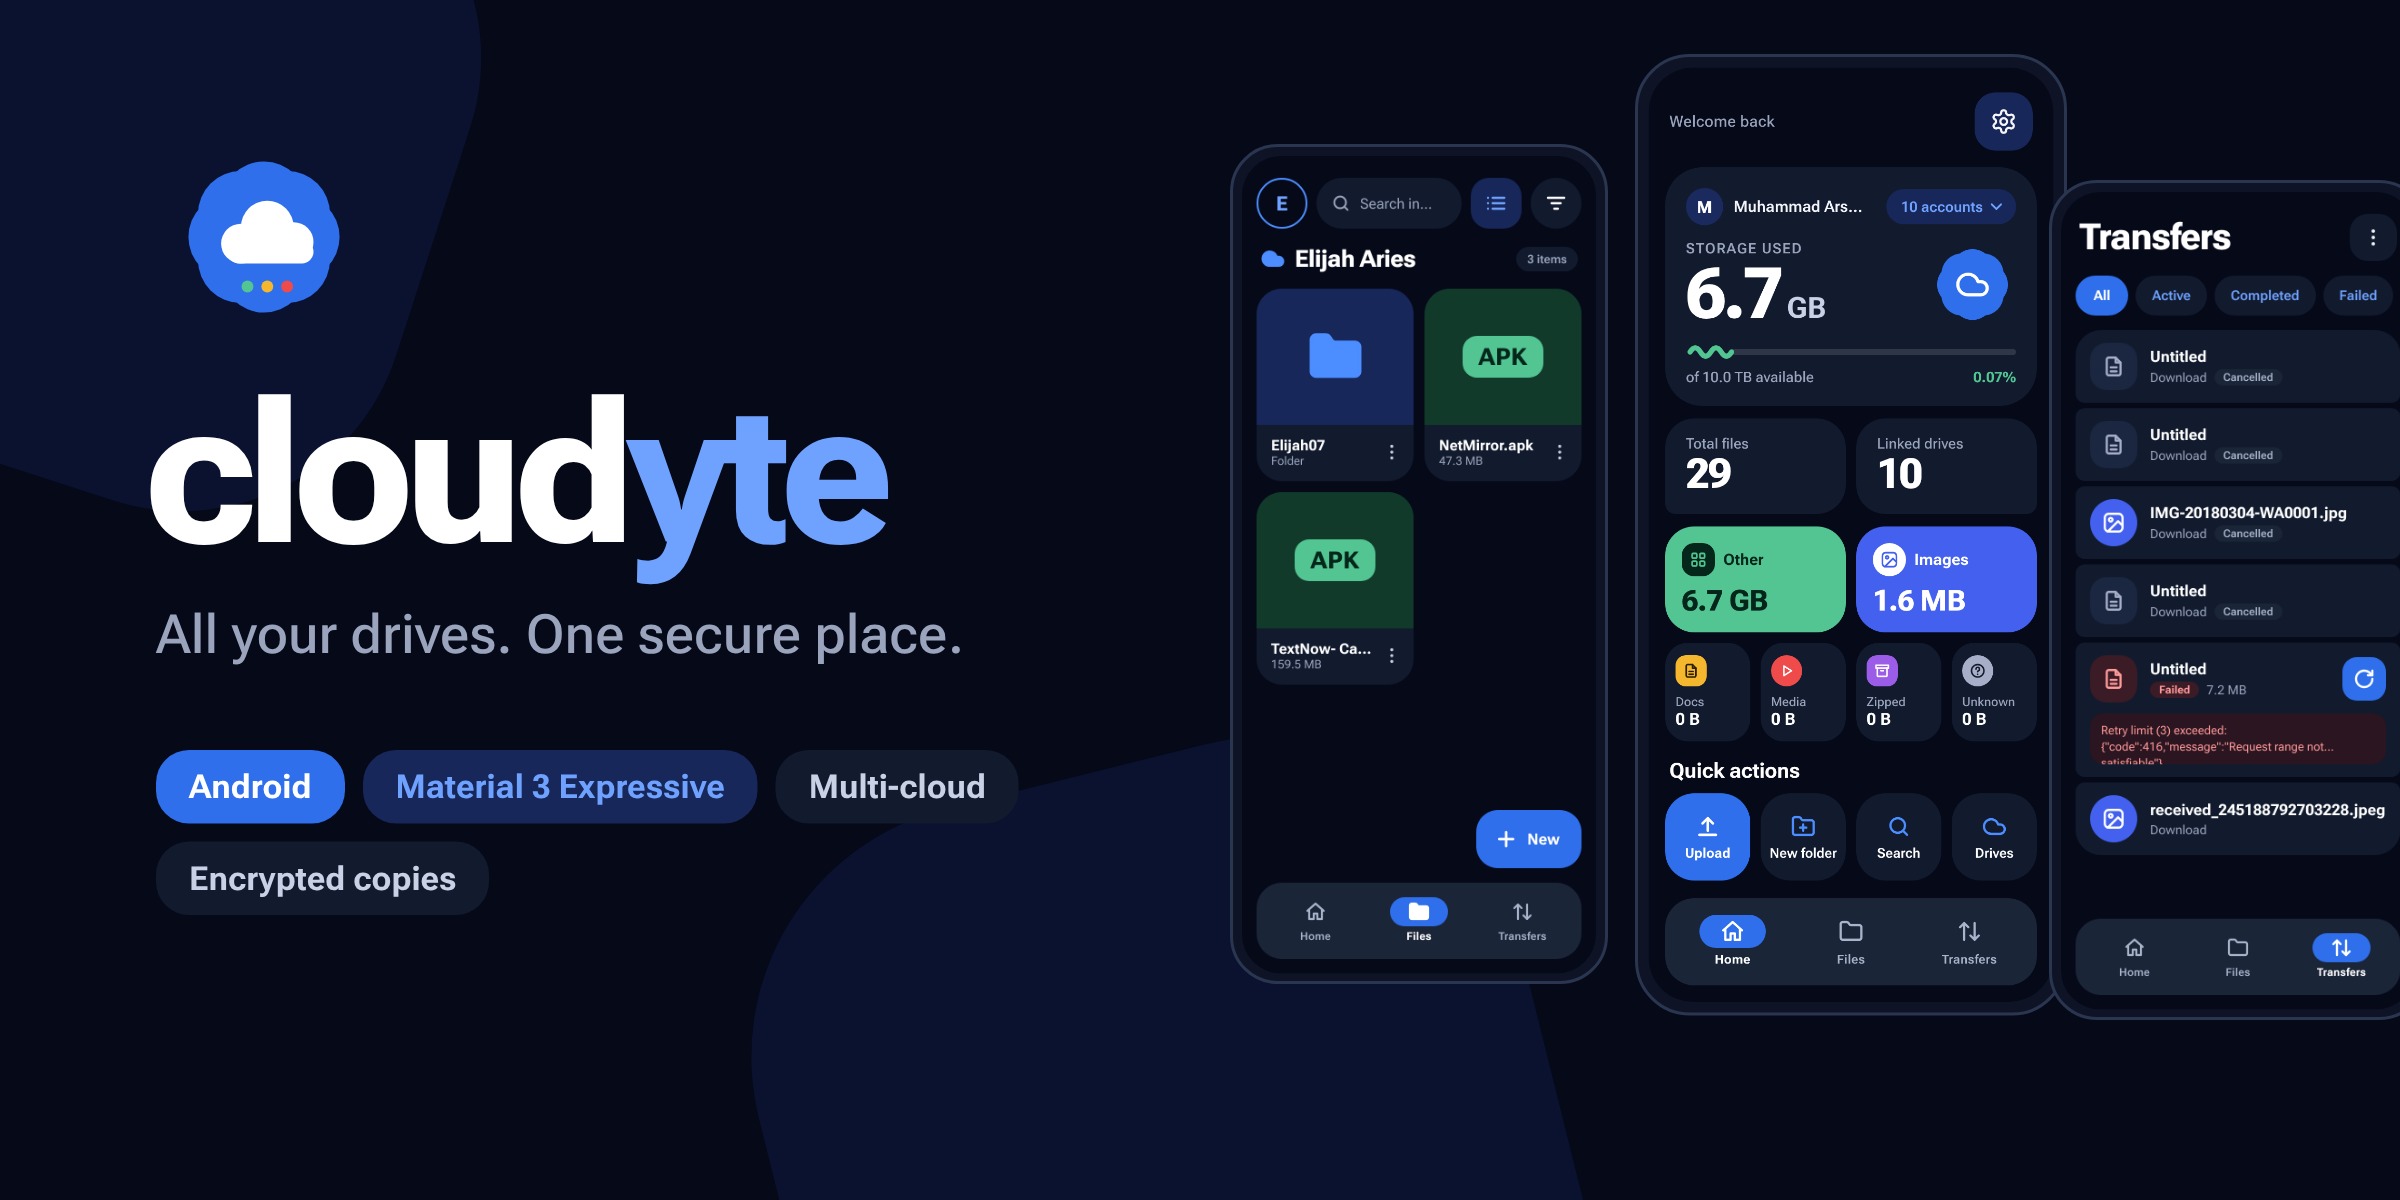 cloudyte
All your drives. One secure place.
Android
Material 3 Expressive
Multi-cloud
Encrypted copies
E
Search in...
Elijah Aries
3 items
APK
Elijah07
Folder
NetMirror.apk
47.3 MB
APK
TextNow- Ca...
159.5 MB
New
Home
Files
Transfers
Welcome back
M
Muhammad Ars...
10 accounts
STORAGE USED
6.7 GB
of 10.0 TB available
0.07%
Total files
29
Linked drives
10
Other
6.7 GB
Images
1.6 MB
Docs
0 B
Media
0 B
Zipped
0 B
Unknown
0 B
Quick actions
Upload
New folder
Search
Drives
Home
Files
Transfers
Transfers
All
Active
Completed
Failed
Untitled
Download Cancelled
Untitled
Download Cancelled
IMG-20180304-WA0001.jpg
Download Cancelled
Untitled
Download Cancelled
Untitled
Failed 7.2 MB
Retry limit (3) exceeded:
{"code":416,"message":"Request range not...
satisfiable"}
received_245188792703228.jpeg
Download
Home
Files
Transfers